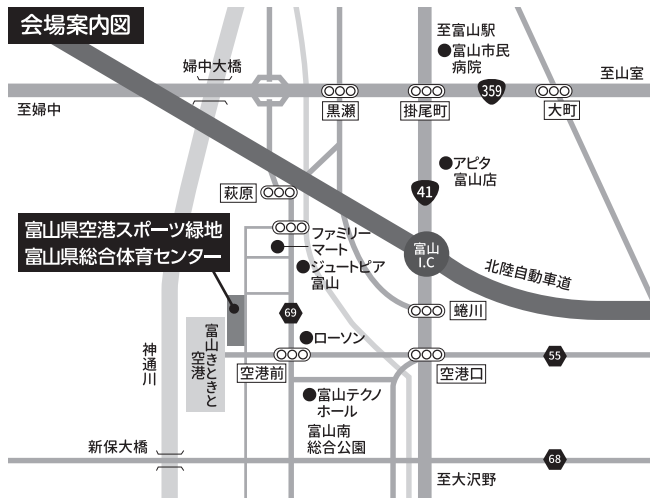 会場案内図
至富山駅
富山市民
病院
婦中大橋
至山室
359
至婦中
黒瀬
掛尾町
大町
アピタ
富山店
萩原
41
富山県空港スポーツ緑地
富山県総合体育センター
ファミリー
マート
富山
I.C
ジュートピア
富山
北陸自動車道
69
蜷川
富山きときと
空港
ローソン
神通川
空港前
空港口
55
富山テクノ
ホール
富山南
総合公園
新保大橋
68
至大沢野